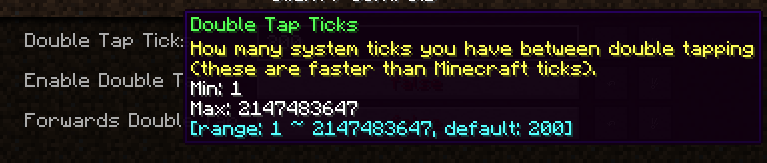 Double Tap Ticks
How many system ticks you have between double tapping
(these are faster than Minecraft ticks).
Min: 1
Max: 2147483647
[range: 1 ~ 2147483647, default: 200]
Double Tap Tick
Enable Double T
Forwards Doubl